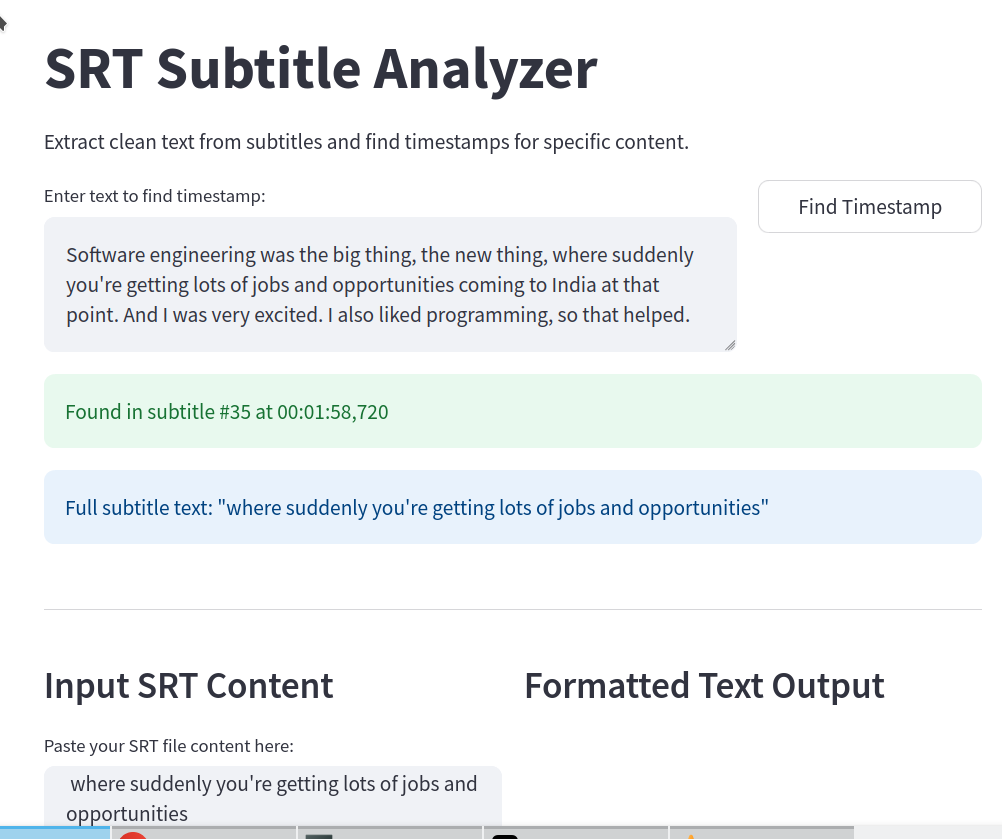 SRT Subtitle Analyzer
Extract clean text from subtitles and find timestamps for specific content.
Enter text to find timestamp:
Find Timestamp
Software engineering was the big thing, the new thing, where suddenly
you're getting lots of jobs and opportunities coming to India at that
point. And I was very excited. I also liked programming, so that helped.
Found in subtitle #35 at 00:01:58,720
Full subtitle text: "where suddenly you're getting lots of jobs and opportunities"
Input SRT Content
Paste your SRT file content here:
where suddenly you're getting lots of jobs and
opportunities
Formatted Text Output